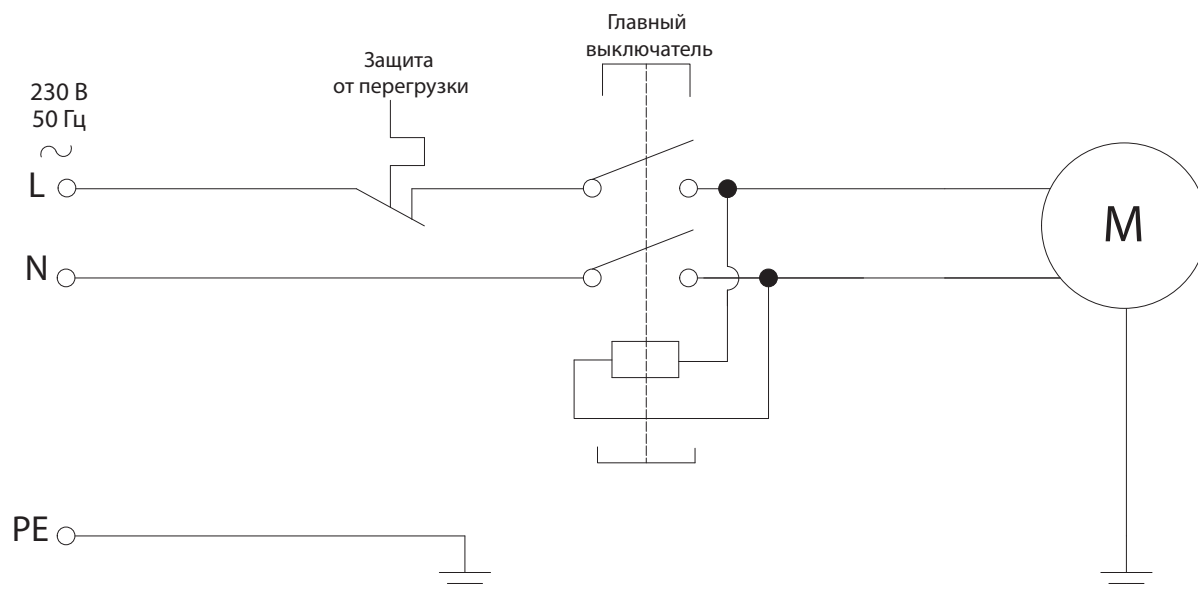 Главный
выключатель
Защита
от перегрузки
230 В
50 Гц
L
N
M
PE